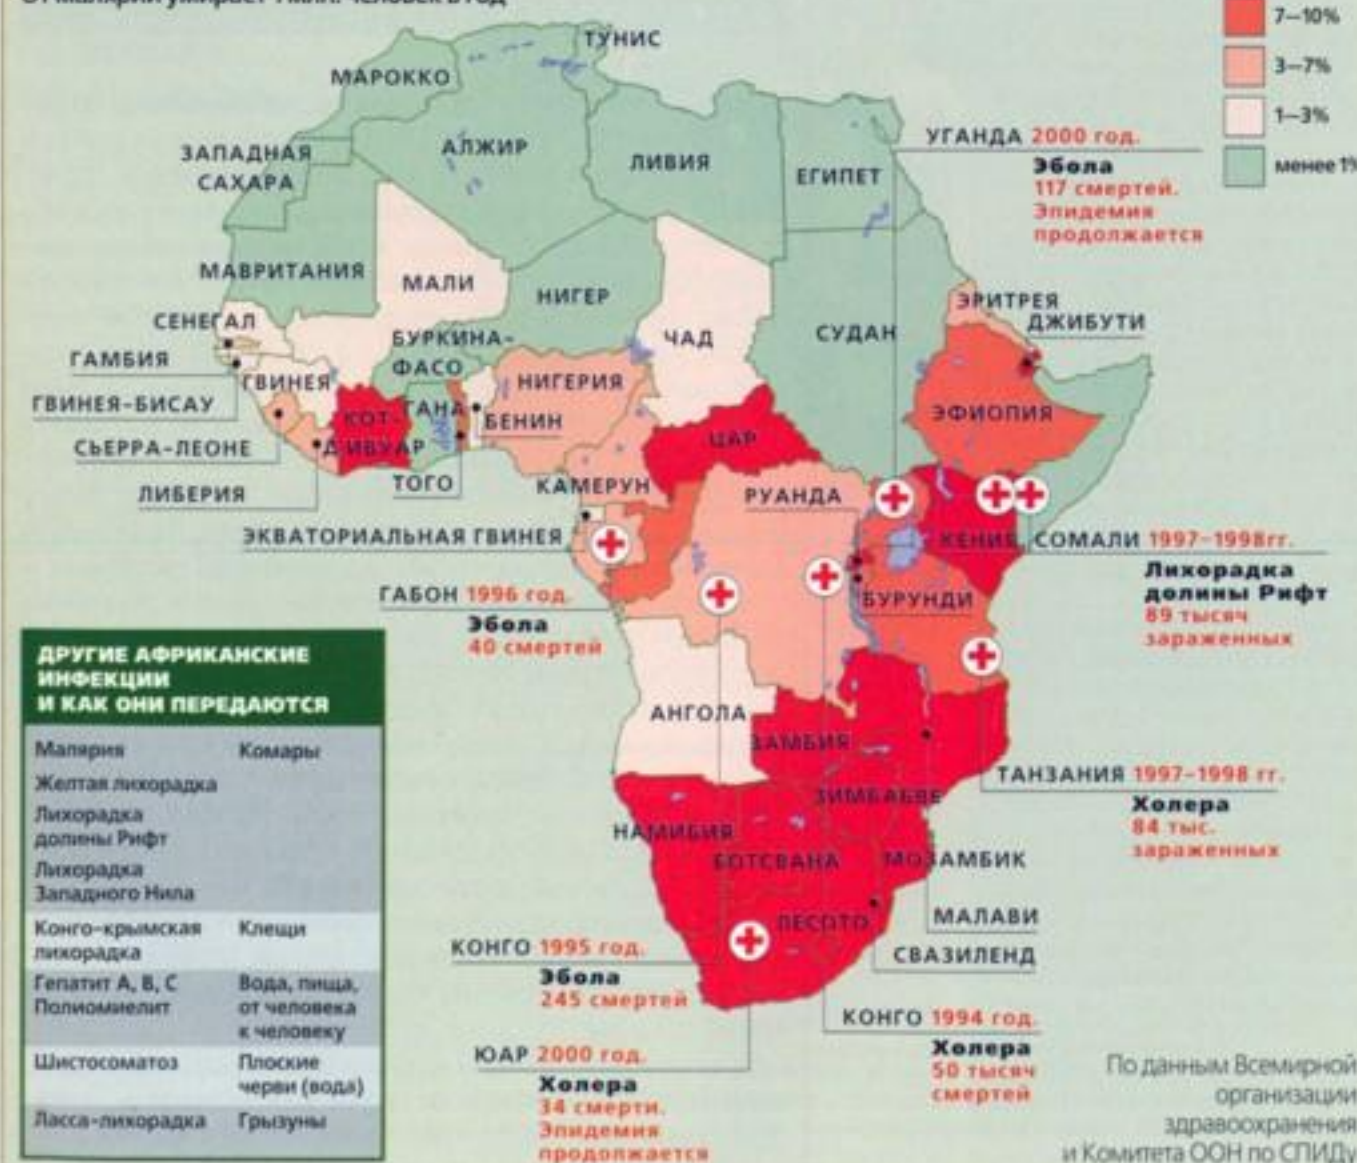 7—10%
3—7%
1—3%
менее 1%
ТУНИС
МАРОККО
АЛЖИР
ЛИВИЯ
ЕГИПЕТ
ЗАПАДНАЯ
САХАРА
УГАНДА 2000 год.
Эбола
117 смертей.
Эпидемия
продолжается
МАВРИТАНИЯ
МАЛИ
НИГЕР
ЧАД
СУДАН
ЭРИТРЕЯ
ДЖИБУТИ
СЕНЕГАЛ
ГАМБИЯ
БУРКИНА-
ФАСО
ГВИНЕЯ
НИГЕРИЯ
ГВИНЕЯ-БИСАУ
КОТ-
Д'ИВУАР
ГАНА
БЕНИН
ЦАР
ЭФИОПИЯ
СЬЕРРА-ЛЕОНЕ
ЛИБЕРИЯ
ТОГО
КАМЕРУН
РУАНДА
ЭКВАТОРИАЛЬНАЯ ГВИНЕЯ
КЕНИЯ
СОМАЛИ 1997-1998гг.
Лихорадка
долины Рифт
89 тысяч
зараженных
ГАБОН 1996 год.
Эбола
40 смертей
БУРУНДИ
АНГОЛА
ЗАМБИЯ
ТАНЗАНИЯ 1997-1998 гг.
Холера
84 тыс.
зараженных
ЗИМБАБВЕ
НАМИБИЯ
БОТСВАНА
МОЗАМБИК
ЛЕСОТО
МАЛАВИ
СВАЗИЛЕНД
КОНГО 1995 год.
Эбола
245 смертей
КОНГО 1994 год.
Холера
50 тысяч
смертей
ЮАР 2000 год.
Холера
34 смерти.
Эпидемия
продолжается
ДРУГИЕ АФРИКАНСКИЕ
ИНФЕКЦИИ
И КАК ОНИ ПЕРЕДАЮТСЯ
Малярия Комары
Желтая лихорадка
Лихорадка
долины Рифт
Лихорадка
Западного Нила
Конго-крымская Клещи
лихорадка
Гепатит А, В, С Вода, пища,
Полиомиелит от человека
к человеку
Шистосоматоз Плоские
черви (вода)
Ласса-лихорадка Грызуны
По данным Всемирной
организации
здравоохранения
и Комитета ООН по СПИДу